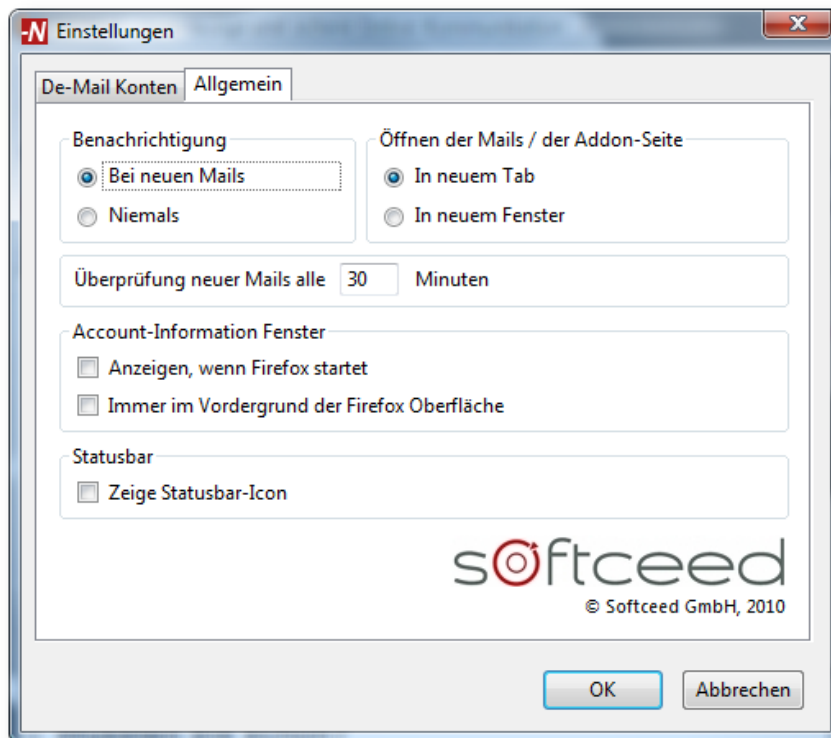 -N Einstellungen
De-Mail Konten Allgemein
Benachrichtigung
Bei neuen Mails
Niemals
Öffnen der Mails / der Addon-Seite
In neuem Tab
In neuem Fenster
Überprüfung neuer Mails alle 30 Minuten
Account-Information Fenster
Anzeigen, wenn Firefox startet
Immer im Vordergrund der Firefox Oberfläche
Statusbar
Zeige Statusbar-Icon
softceed
© Softceed GmbH, 2010
OK Abbrechen